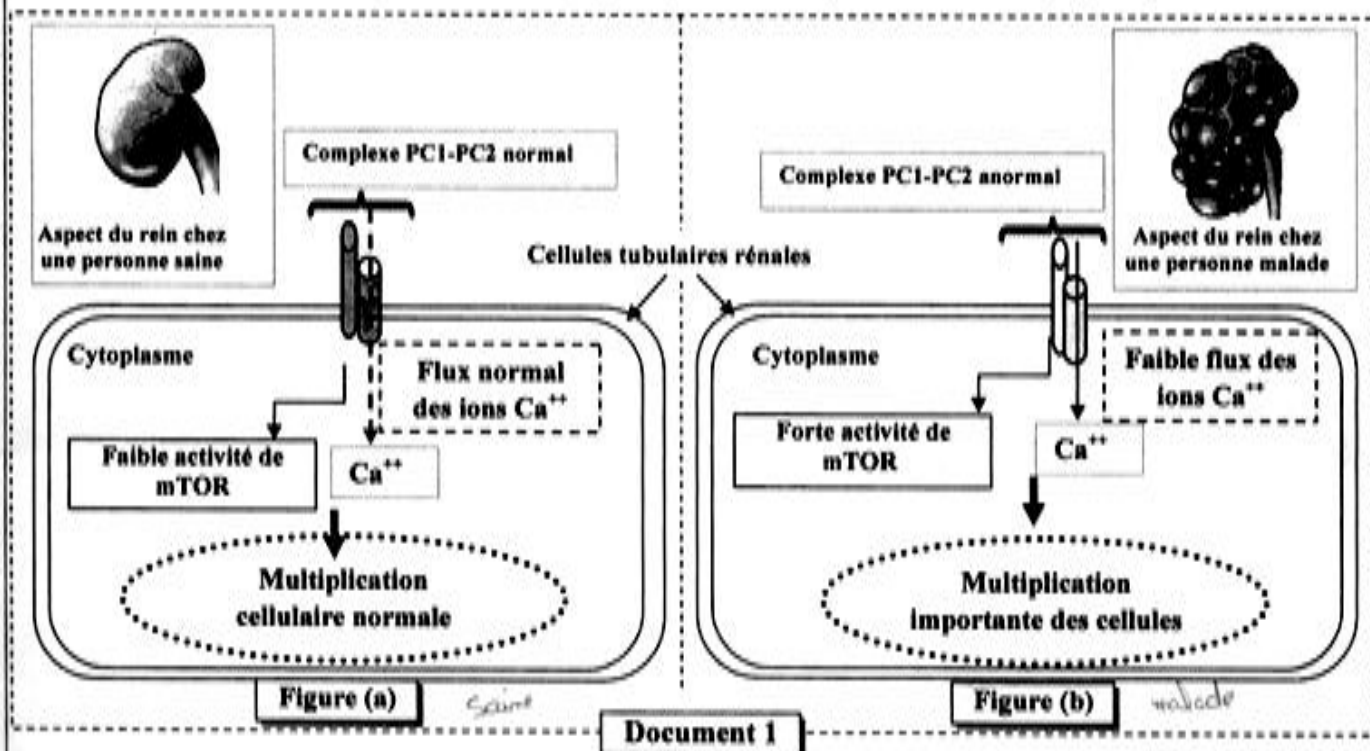 Complexe PC1-PC2 normal
Aspect du rein chez
une personne saine
Cytoplasme
Flux normal
des ions Ca++
Faible activité de
mTOR
Ca++
Multiplication
cellulaire normale
Figure (a)
saine
Cellules tubulaires rénales
Complexe PC1-PC2 anormal
Aspect du rein chez
une personne malade
Cytoplasme
Faible flux des
ions Ca++
Forte activité de
mTOR
Ca++
Multiplication
importante des cellules
Figure (b)
malade
Document 1